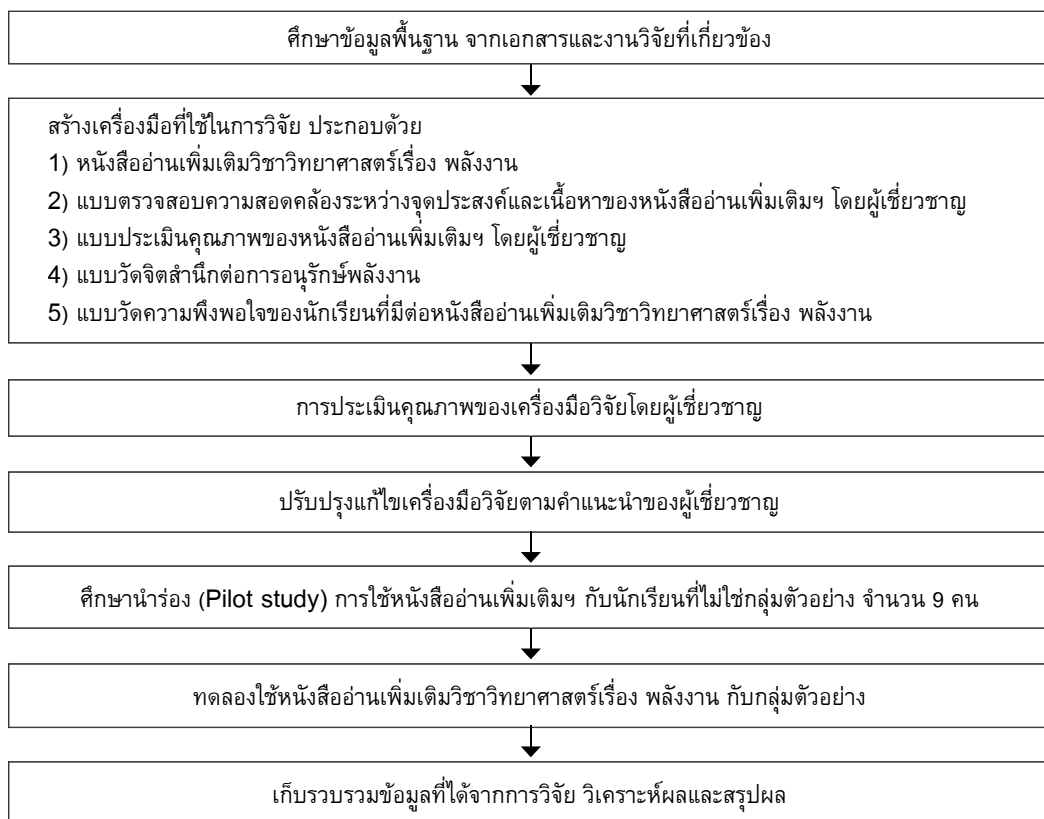 ศึกษาข้อมูลพื้นฐาน จากเอกสารและงานวิจัยที่เกี่ยวข้อง
สร้างเครื่องมือที่ใช้ในการวิจัย ประกอบด้วย
1) หนังสืออ่านเพิ่มเติมวิชาวิทยาศาสตร์เรื่อง พลังงาน
2) แบบตรวจสอบความสอดคล้องระหว่างจุดประสงค์และเนื้อหาของหนังสืออ่านเพิ่มเติมฯ โดยผู้เชี่ยวชาญ
3) แบบประเมินคุณภาพของหนังสืออ่านเพิ่มเติมฯ โดยผู้เชี่ยวชาญ
4) แบบวัดจิตสำนึกต่อการอนุรักษ์พลังงาน
5) แบบวัดความพึงพอใจของนักเรียนที่มีต่อหนังสืออ่านเพิ่มเติมวิชาวิทยาศาสตร์เรื่อง พลังงาน
การประเมินคุณภาพของเครื่องมือวิจัยโดยผู้เชี่ยวชาญ
ปรับปรุงแก้ไขเครื่องมือวิจัยตามคำแนะนำของผู้เชี่ยวชาญ
ศึกษานำร่อง (Pilot study) การใช้หนังสืออ่านเพิ่มเติมฯ กับนักเรียนที่ไม่ใช่กลุ่มตัวอย่าง จำนวน 9 คน
ทดลองใช้หนังสืออ่านเพิ่มเติมวิชาวิทยาศาสตร์เรื่อง พลังงาน กับกลุ่มตัวอย่าง
เก็บรวบรวมข้อมูลที่ได้จากการวิจัย วิเคราะห์ผลและสรุปผล